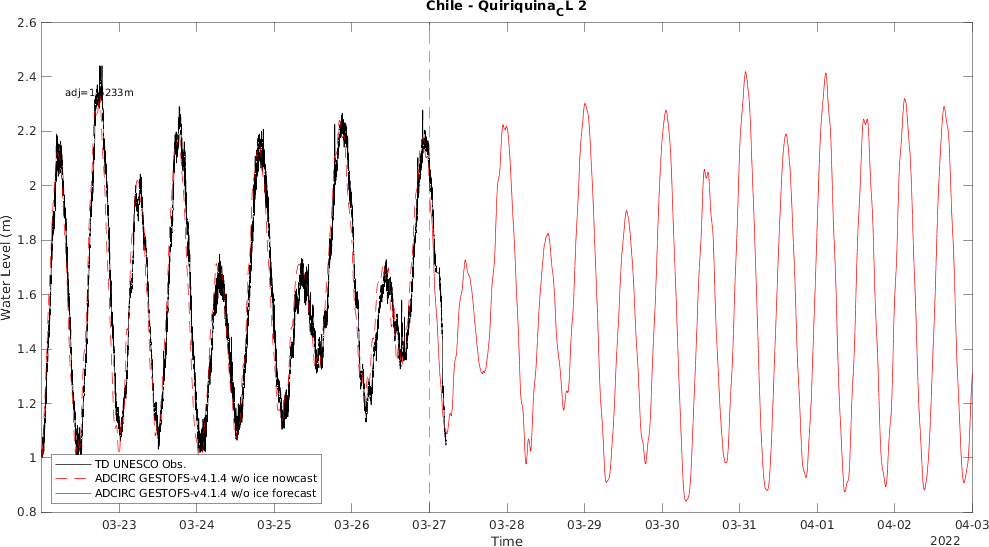 Chile - QuiriquinaCL 2
2.6
2.4
2.2
2
1.8
1.6
1.4
1.2
1
0.8
Water Level (m)
TD UNESCO Obs.
ADCIRC GESTOFS-v4.1.4 w/o ice nowcast
ADCIRC GESTOFS-v4.1.4 w/o ice forecast
03-23 03-24 03-25 03-26 03-27 03-28 03-29 03-30 03-31 04-01 04-02 04-03
Time
2022